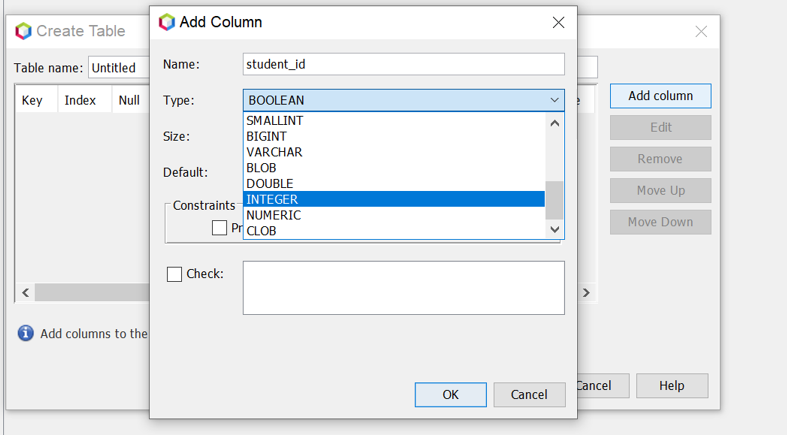 Create Table
Table name: Untitled
Key Index Null
Add column
Edit
Remove
Move Up
Move Down
Add columns to the
Cancel
Help
Add Column
Name: student_id
Type: BOOLEAN
SMALLINT
BIGINT
VARCHAR
BLOB
DOUBLE
INTEGER
NUMERIC
CLOB
Size:
Default:
Constraints
Check:
OK
Cancel